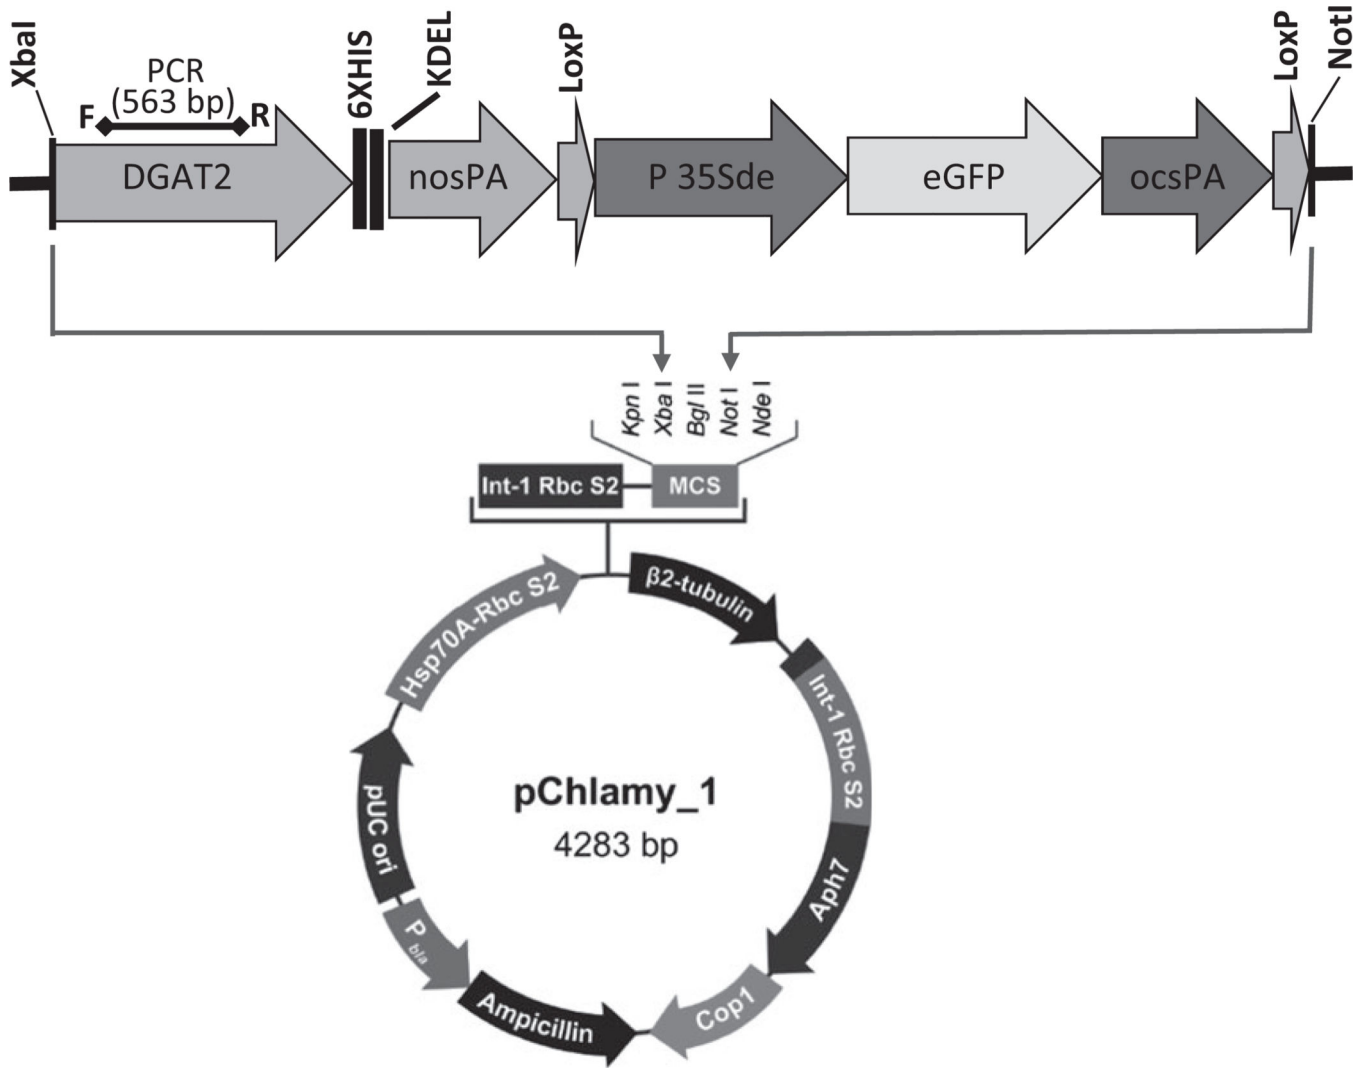 XbaI
PCR
(563 bp)
F
R
6XHIS
KDEL
LoxP
LoxP
NotI
DGAT2
nosPA
P 35Sde
eGFP
ocsPA
Kpn I
Xba I
Bgl II
Not I
Nde I
Int-1 Rbc S2
MCS
Hsp70A-Rbc S2
β2-tubulin
Int-1 Rbc S2
Aph7
Cop1
Ampicillin
P bla
pUC ori
pChlamy_1
4283 bp